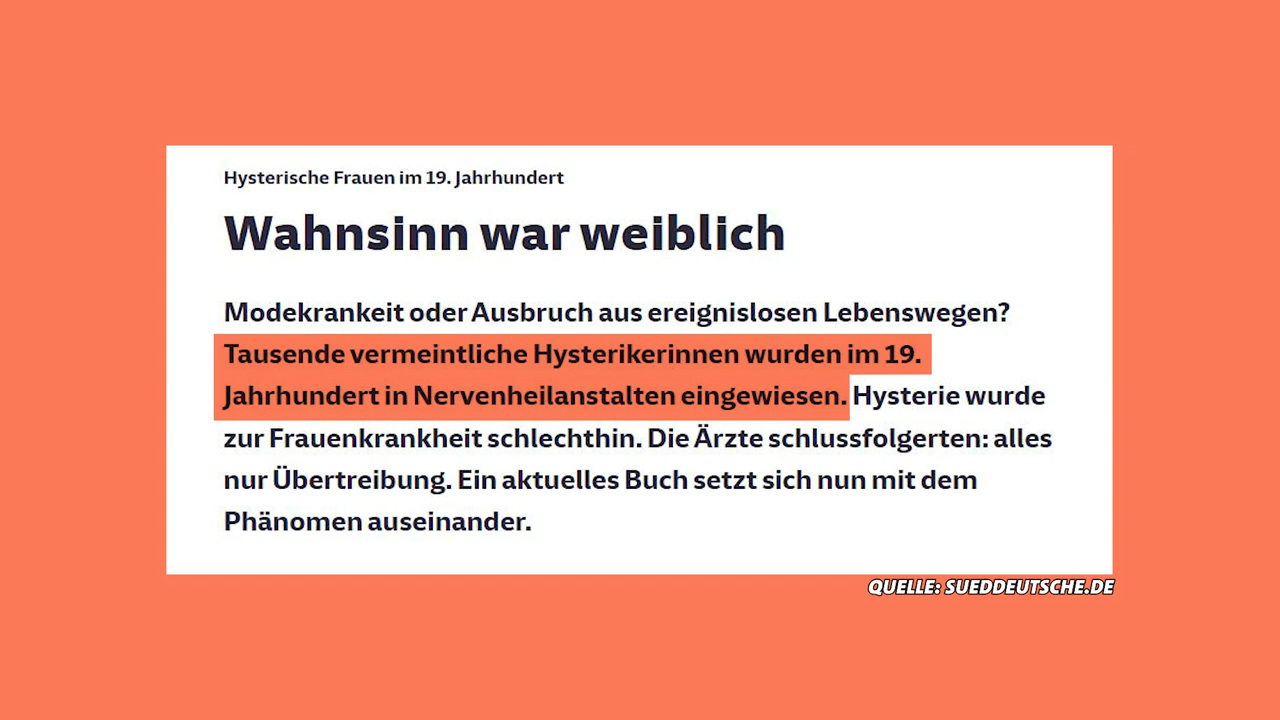 Hysterische Frauen im 19. Jahrhundert
Wahnsinn war weiblich
Modekrankeit oder Ausbruch aus ereignislosen Lebenswegen?
Tausende vermeintliche Hysterikerinnen wurden im 19.
Jahrhundert in Nervenheilanstalten eingewiesen. Hysterie wurde
zur Frauenkrankheit schlechthin. Die Ärzte schlussfolgerten: alles
nur Übertreibung. Ein aktuelles Buch setzt sich nun mit dem
Phänomen auseinander.
QUELLE: SUEDDEUTSCHE.DE